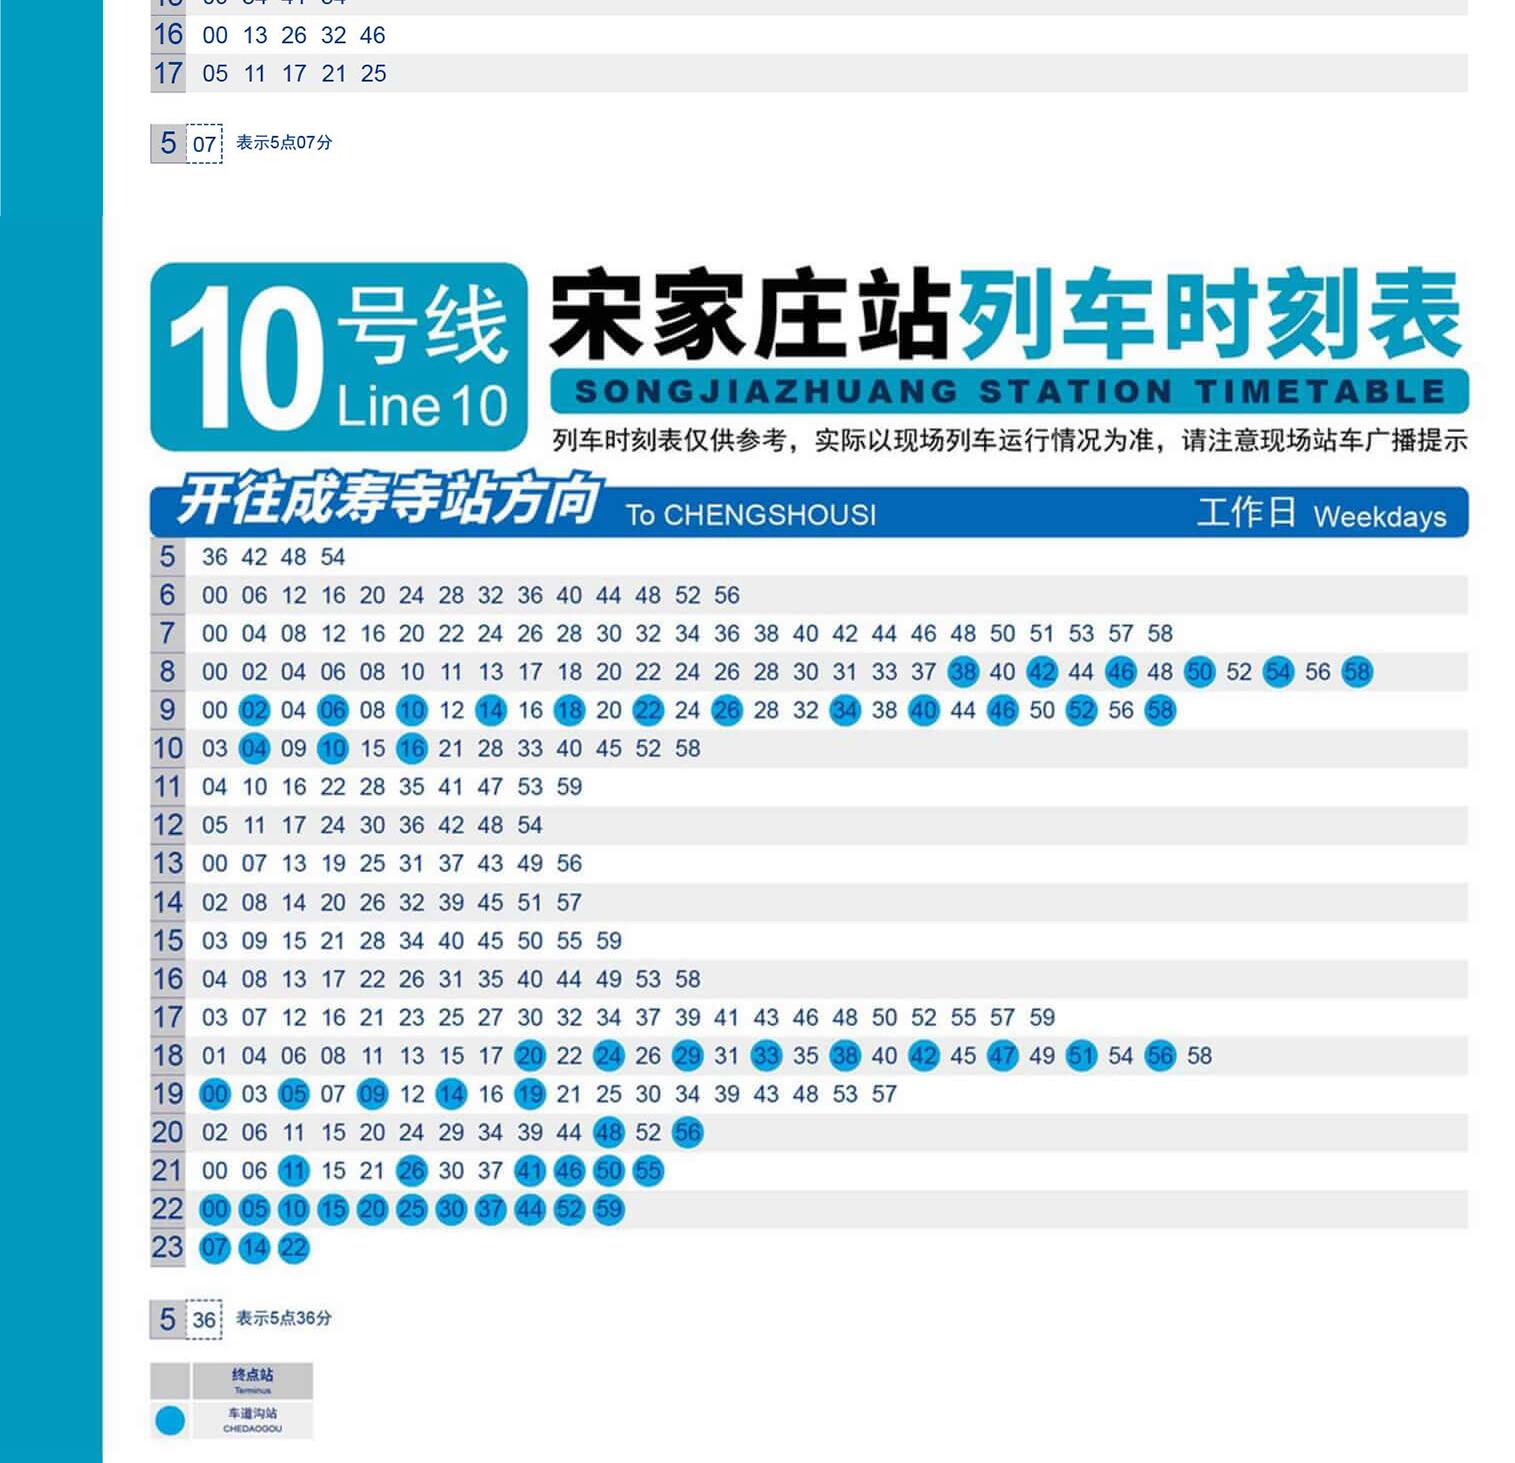 16 00 13 26 32 46
17 05 11 17 21 25
5 07 表示5点07分
10号线 Line 10
宋家庄站列车时刻表
SONGJIAZHUANG STATION TIMETABLE
列车时刻表仅供参考，实际以现场列车运行情况为准，请注意现场站车广播提示
开往成寿寺站方向 To CHENGSHOUSI 工作日 Weekdays
5 36 42 48 54
6 00 06 12 16 20 24 28 32 36 40 44 48 52 56
7 00 04 08 12 16 20 22 24 26 28 30 32 34 36 38 40 42 44 46 48 50 51 53 57 58
8 00 02 04 06 08 10 11 13 17 18 20 22 24 26 28 30 31 33 37 38 40 42 44 46 48 50 52 54 56 58
9 00 02 04 06 08 10 12 14 16 18 20 22 24 26 28 32 34 38 40 44 46 50 52 56 58
10 03 04 09 10 15 16 21 28 33 40 45 52 58
11 04 10 16 22 28 35 41 47 53 59
12 05 11 17 24 30 36 42 48 54
13 00 07 13 19 25 31 37 43 49 56
14 02 08 14 20 26 32 39 45 51 57
15 03 09 15 21 28 34 40 45 50 55 59
16 04 08 13 17 22 26 31 35 40 44 49 53 58
17 03 07 12 16 21 23 25 27 30 32 34 37 39 41 43 46 48 50 52 55 57 59
18 01 04 06 08 11 13 15 17 20 22 24 26 29 31 33 35 38 40 42 45 47 49 51 54 56 58
19 00 03 05 07 09 12 14 16 19 21 25 30 34 39 43 48 53 57
20 02 06 11 15 20 24 29 34 39 44 48 52 56
21 00 06 11 15 21 26 30 37 41 46 50 55
22 00 05 10 15 20 25 30 37 44 52 59
23 07 14 22
5 36 表示5点36分
终点站
Terminus
车道沟站
CHEDAOGOU